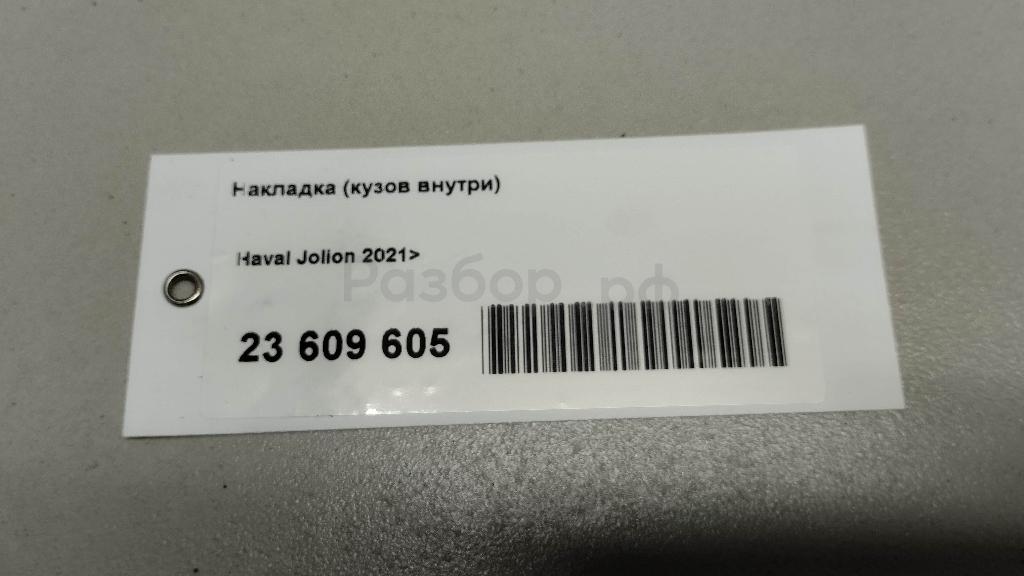 Накладка (кузов внутри)
Haval Jolion 2021>
Разбор.рф
23 609 605